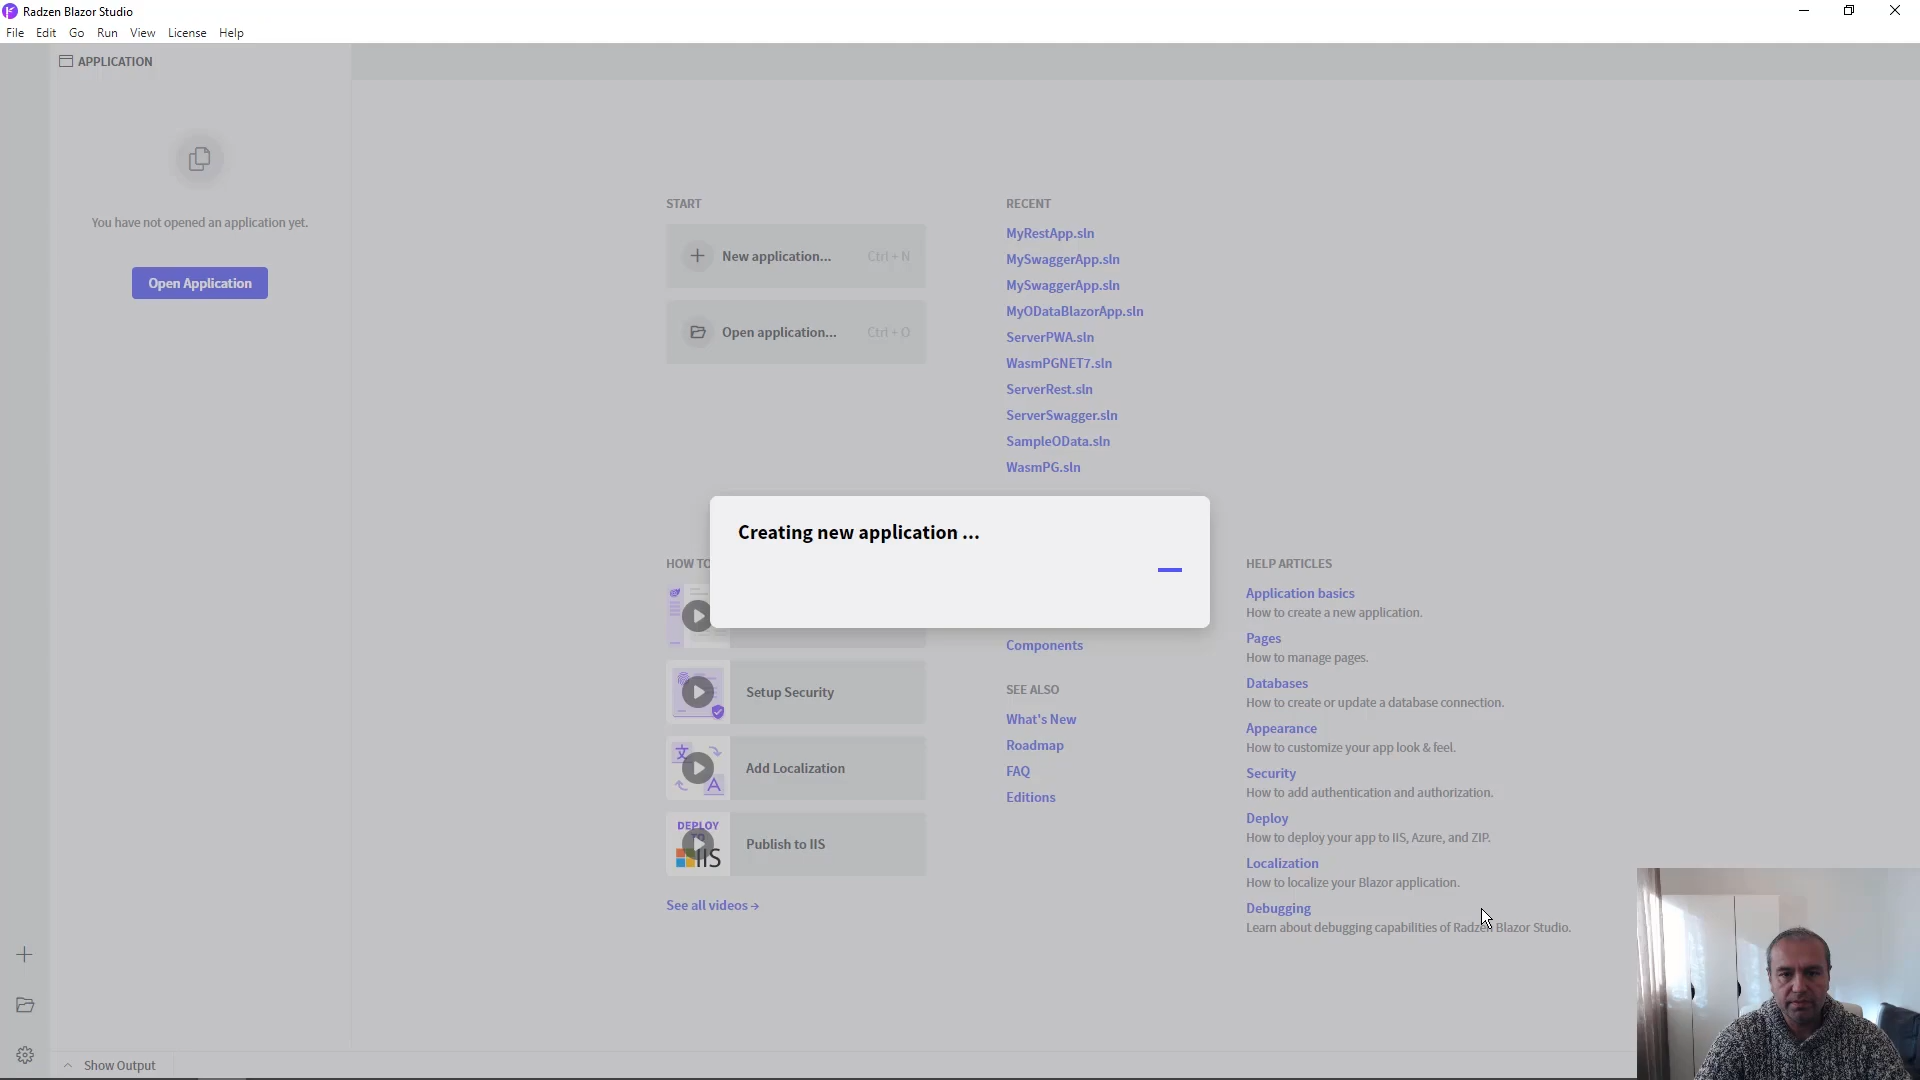 Radzen Blazor Studio
File Edit Go Run View License Help
APPLICATION
You have not opened an application yet.
Open Application
START
New application... Ctrl + N
Open application... Ctrl + O
RECENT
MyRestApp.sln
MySwaggerApp.sln
MySwaggerApp.sln
MyODataBlazorApp.sln
ServerPWA.sln
WasmPGNET7.sln
ServerRest.sln
ServerSwagger.sln
SampleOData.sln
WasmPG.sln
Creating new application ...
HOW TO
Setup Security
文
A
Add Localization
DEPLOY
TO
IIS
Publish to IIS
See all videos →
Components
SEE ALSO
What's New
Roadmap
FAQ
Editions
HELP ARTICLES
Application basics
How to create a new application.
Pages
How to manage pages.
Databases
How to create or update a database connection.
Appearance
How to customize your app look & feel.
Security
How to add authentication and authorization.
Deploy
How to deploy your app to IIS, Azure, and ZIP.
Localization
How to localize your Blazor application.
Debugging
Learn about debugging capabilities of Radzen Blazor Studio.
Show Output